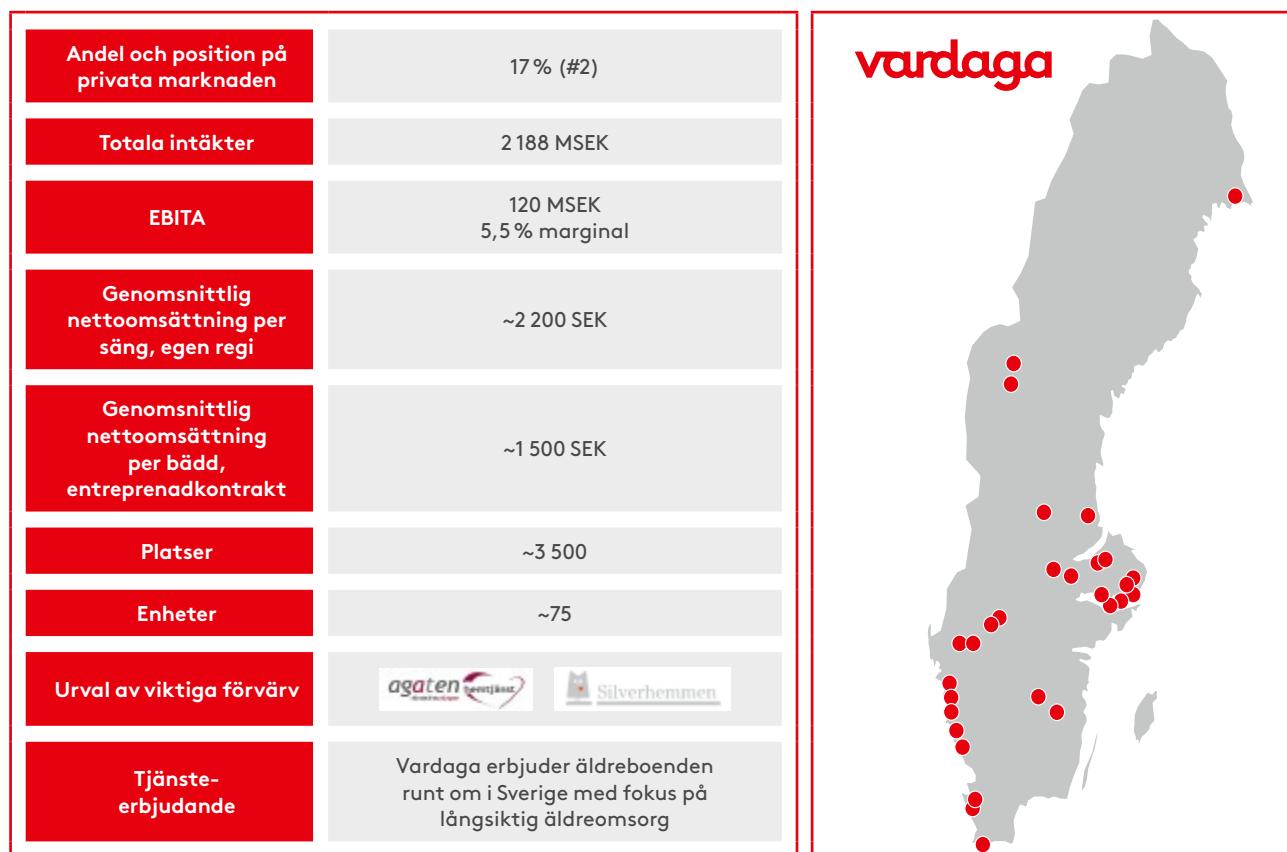 Andel och position på
privata marknaden
17 % (#2)
Totala intäkter
2 188 MSEK
EBITA
120 MSEK
5,5 % marginal
Genomsnittlig
nettoomsättning per
säng, egen regi
~2 200 SEK
Genomsnittlig
nettoomsättning
per bädd,
entreprenadkontrakt
~1 500 SEK
Platser
~3 500
Enheter
~75
Urval av viktiga förvärv
agaten hemtjänst
Silverhemmen
Tjänste-
erbjudande
Vardaga erbjuder äldreboenden
runt om i Sverige med fokus på
långsiktig äldreomsorg
vardaga